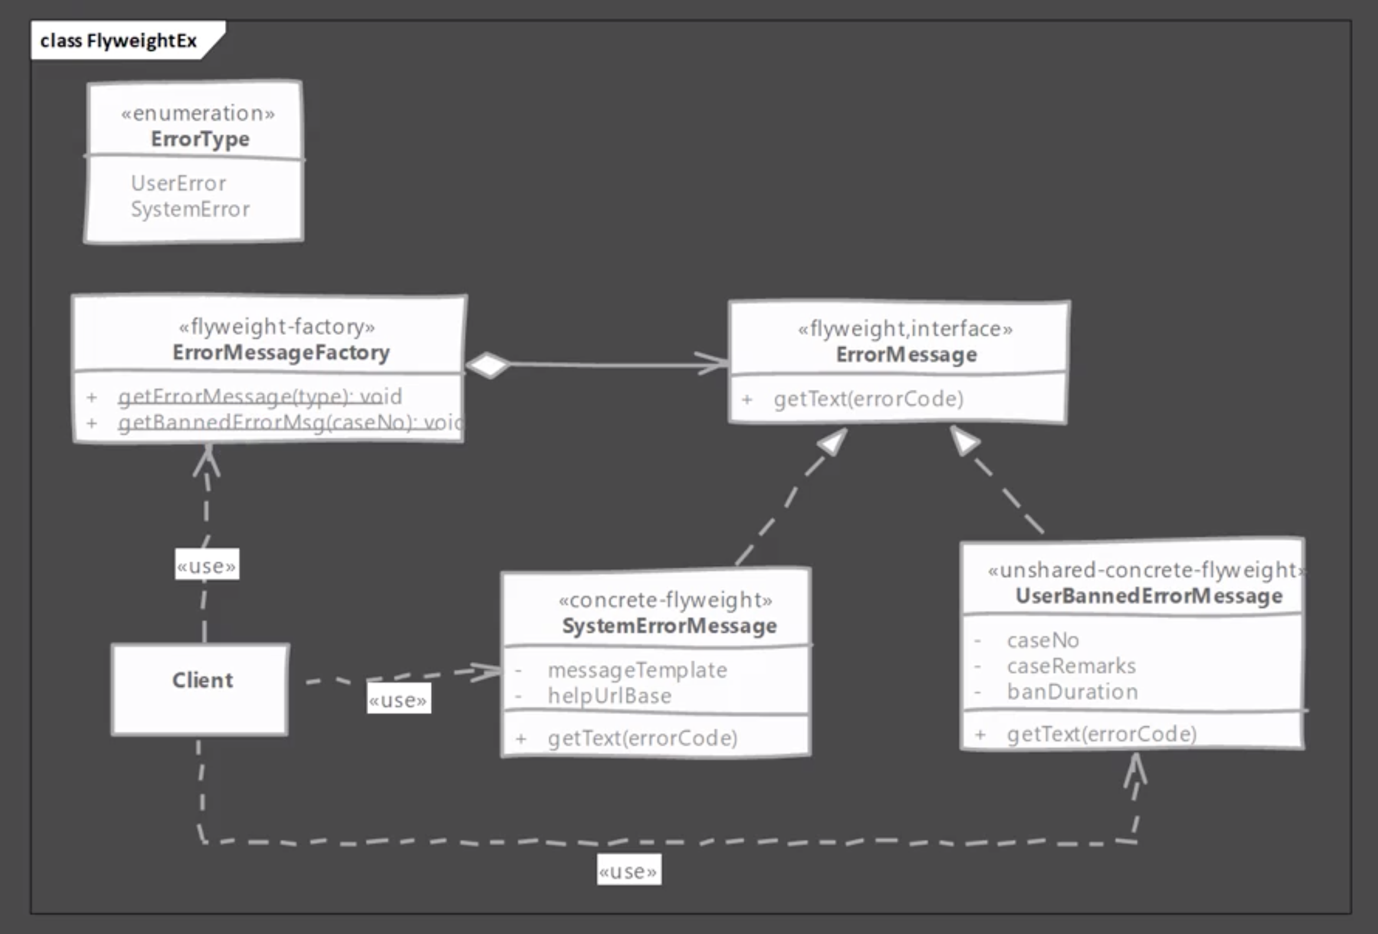 class FlyweightEx
«enumeration»
ErrorType
UserError
SystemError
«flyweight-factory»
ErrorMessageFactory
+ getErrorMessage(type): void
+ getBannedErrorMsg(caseNo): void
«flyweight,interface»
ErrorMessage
+ getText(errorCode)
«use»
Client
«use»
«concrete-flyweight»
SystemErrorMessage
- messageTemplate
- helpUrlBase
+ getText(errorCode)
«unshared-concrete-flyweight»
UserBannedErrorMessage
- caseNo
- caseRemarks
- banDuration
+ getText(errorCode)
«use»